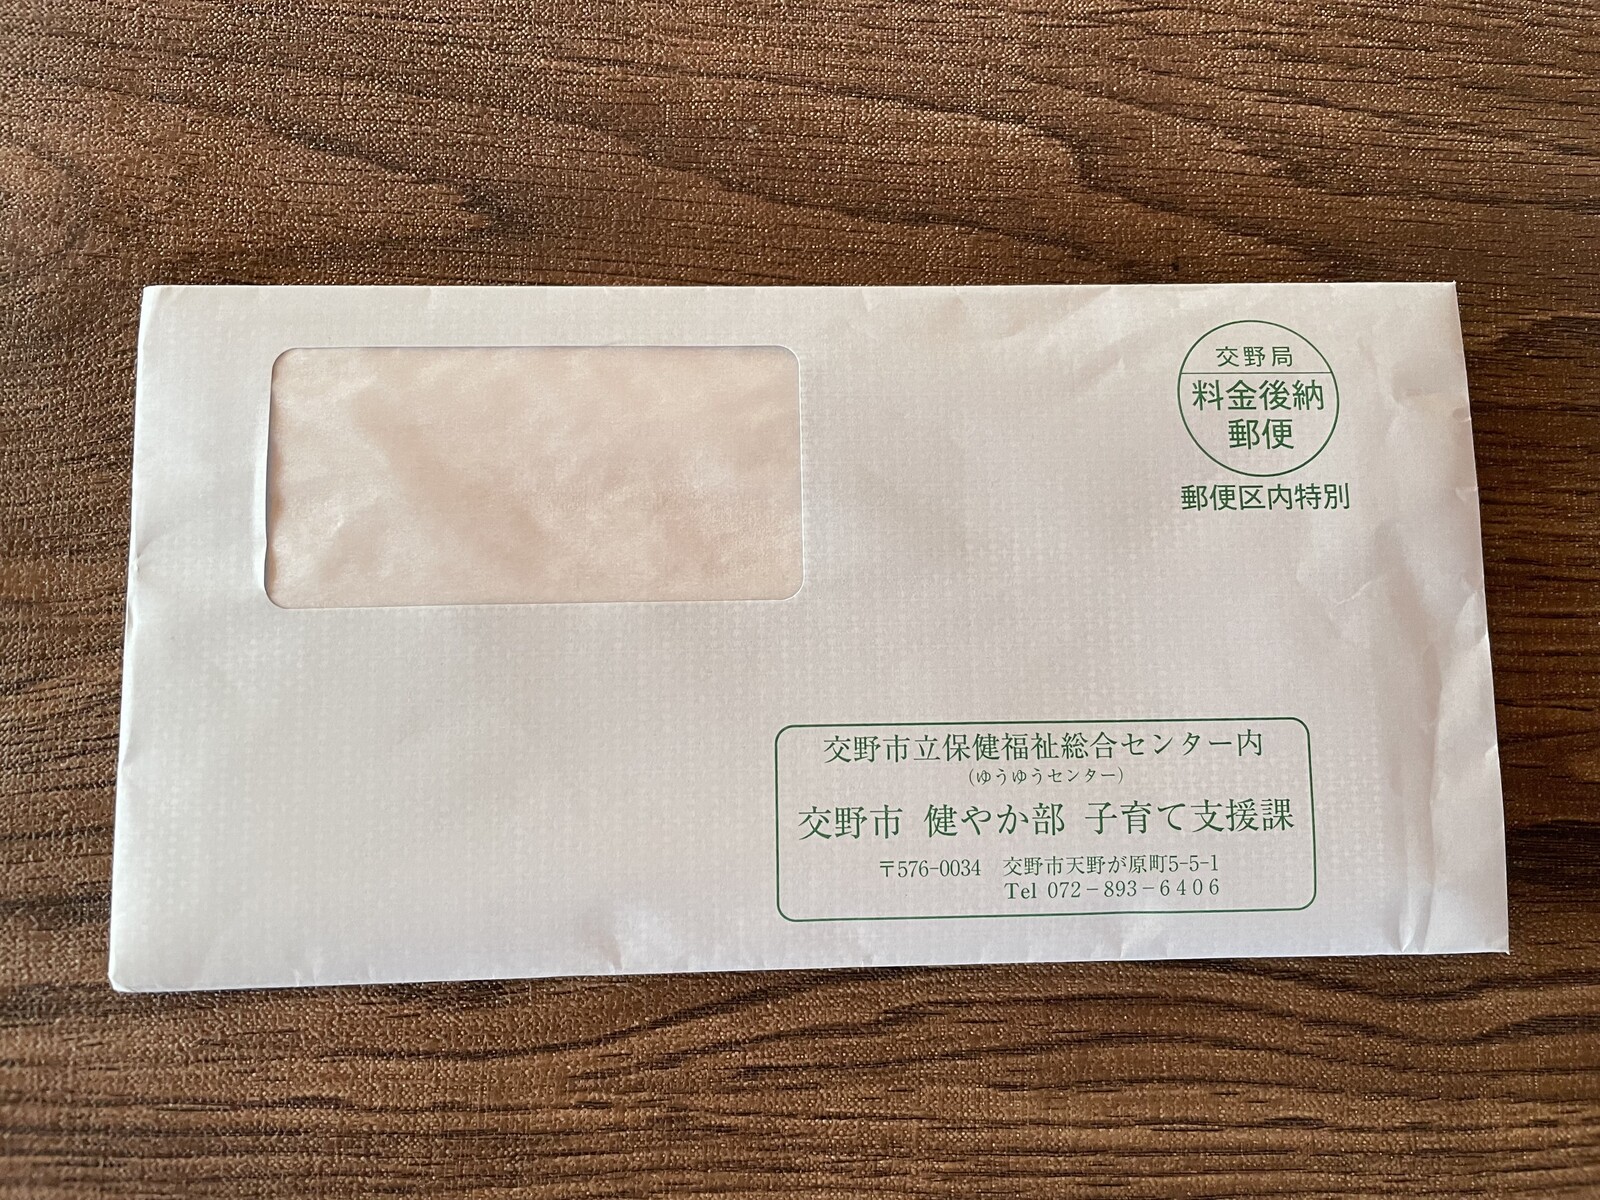 交野局
料金後納
郵便
郵便区内特別
交野市立保健福祉総合センター内
(ゆうゆうセンター)
交野市 健やか部 子育て支援課
〒576-0034 交野市天野が原町5-5-1
Tel 072-893-6406